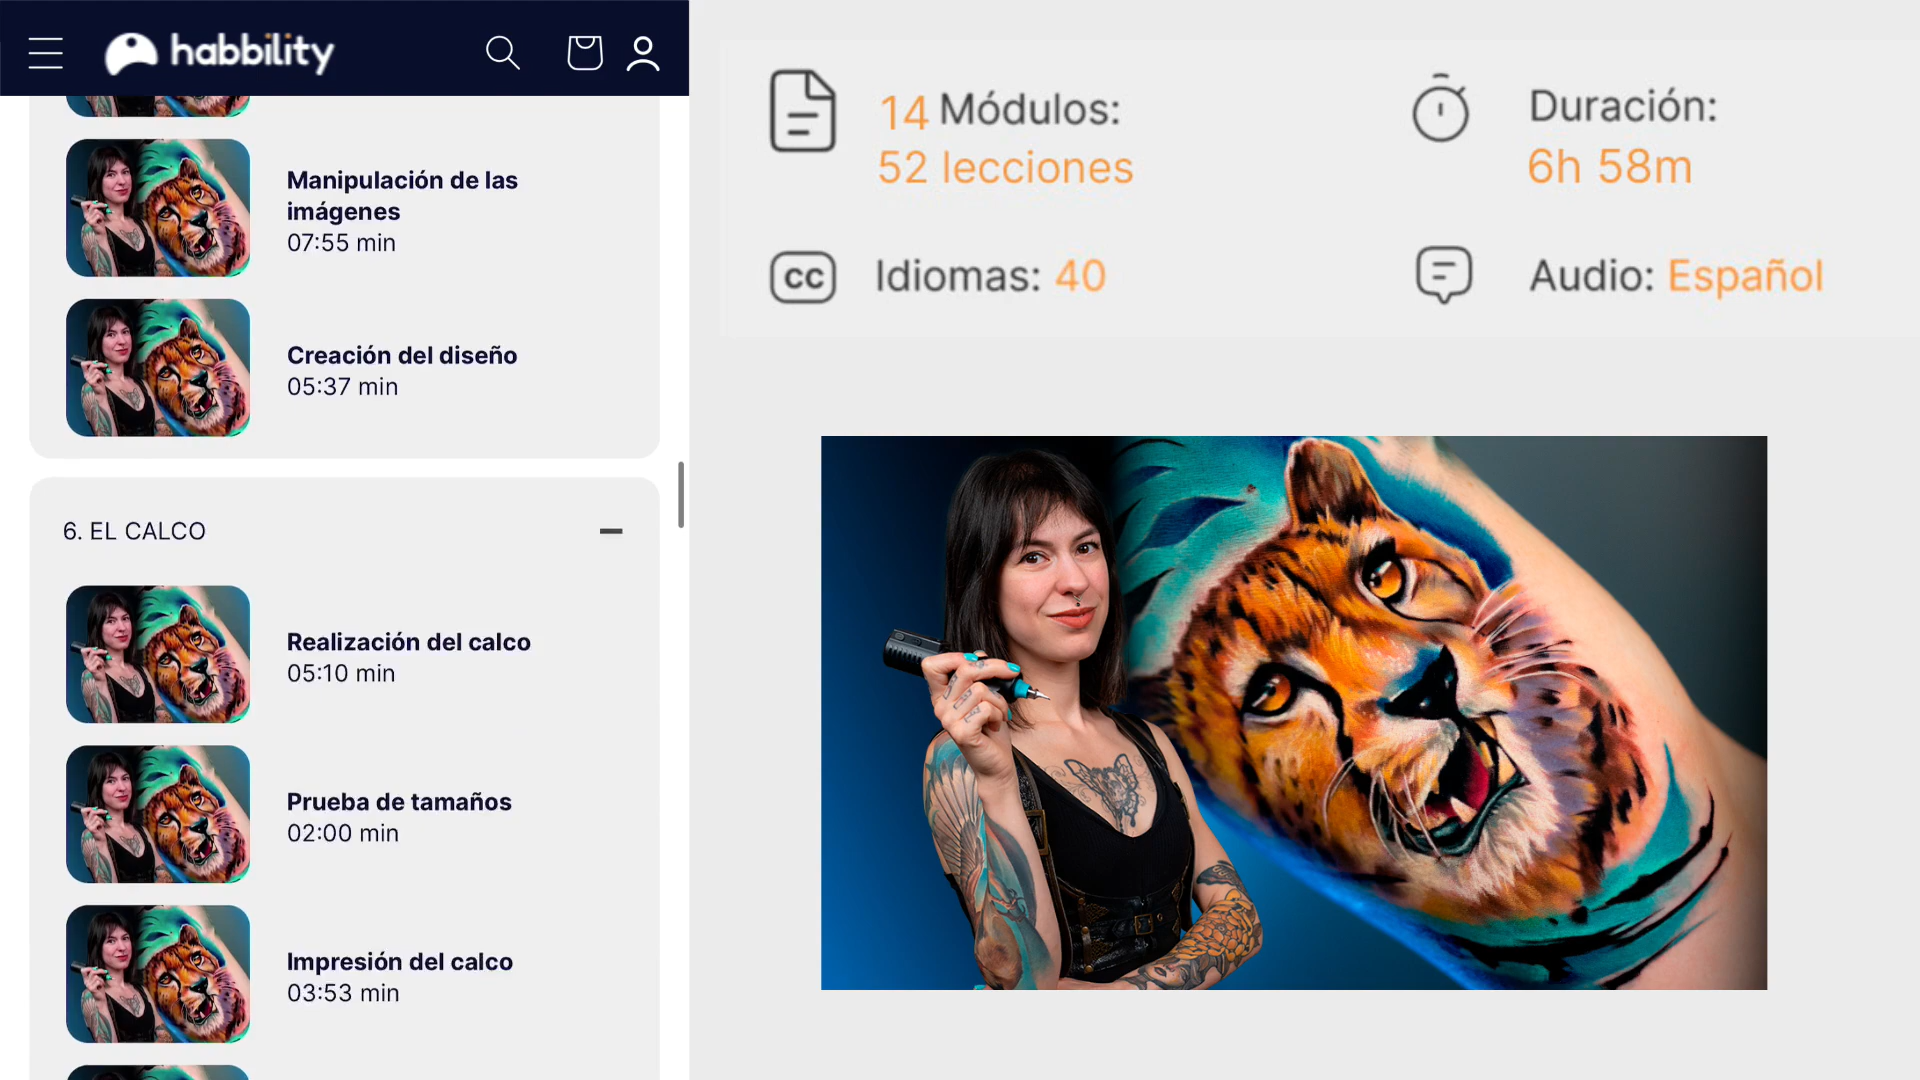 habbility
Manipulación de las
imágenes
07:55 min
Creación del diseño
05:37 min
6. EL CALCO
Realización del calco
05:10 min
Prueba de tamaños
02:00 min
Impresión del calco
03:53 min
14 Módulos:
52 lecciones
Duración:
6h 58m
CC Idiomas: 40
Audio: Español